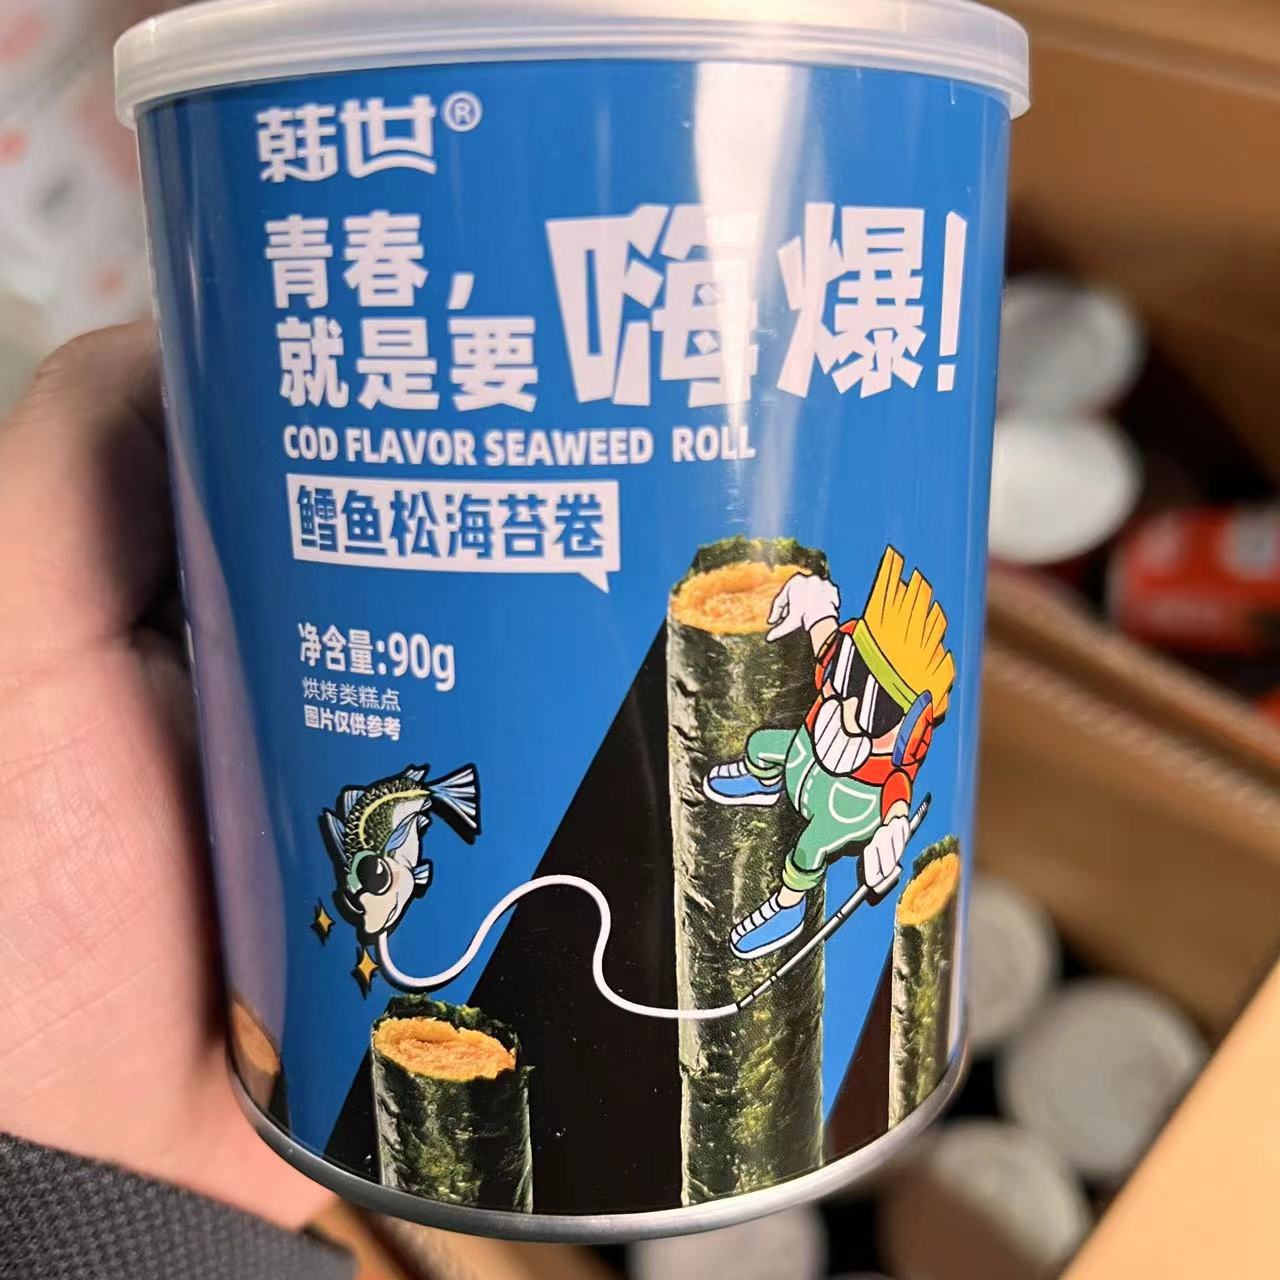 韩世®
青春，
就是要嗨爆！
COD FLAVOR SEAWEED ROLL
鳕鱼松海苔卷
净含量:90g
烘烤类糕点
图片仅供参考